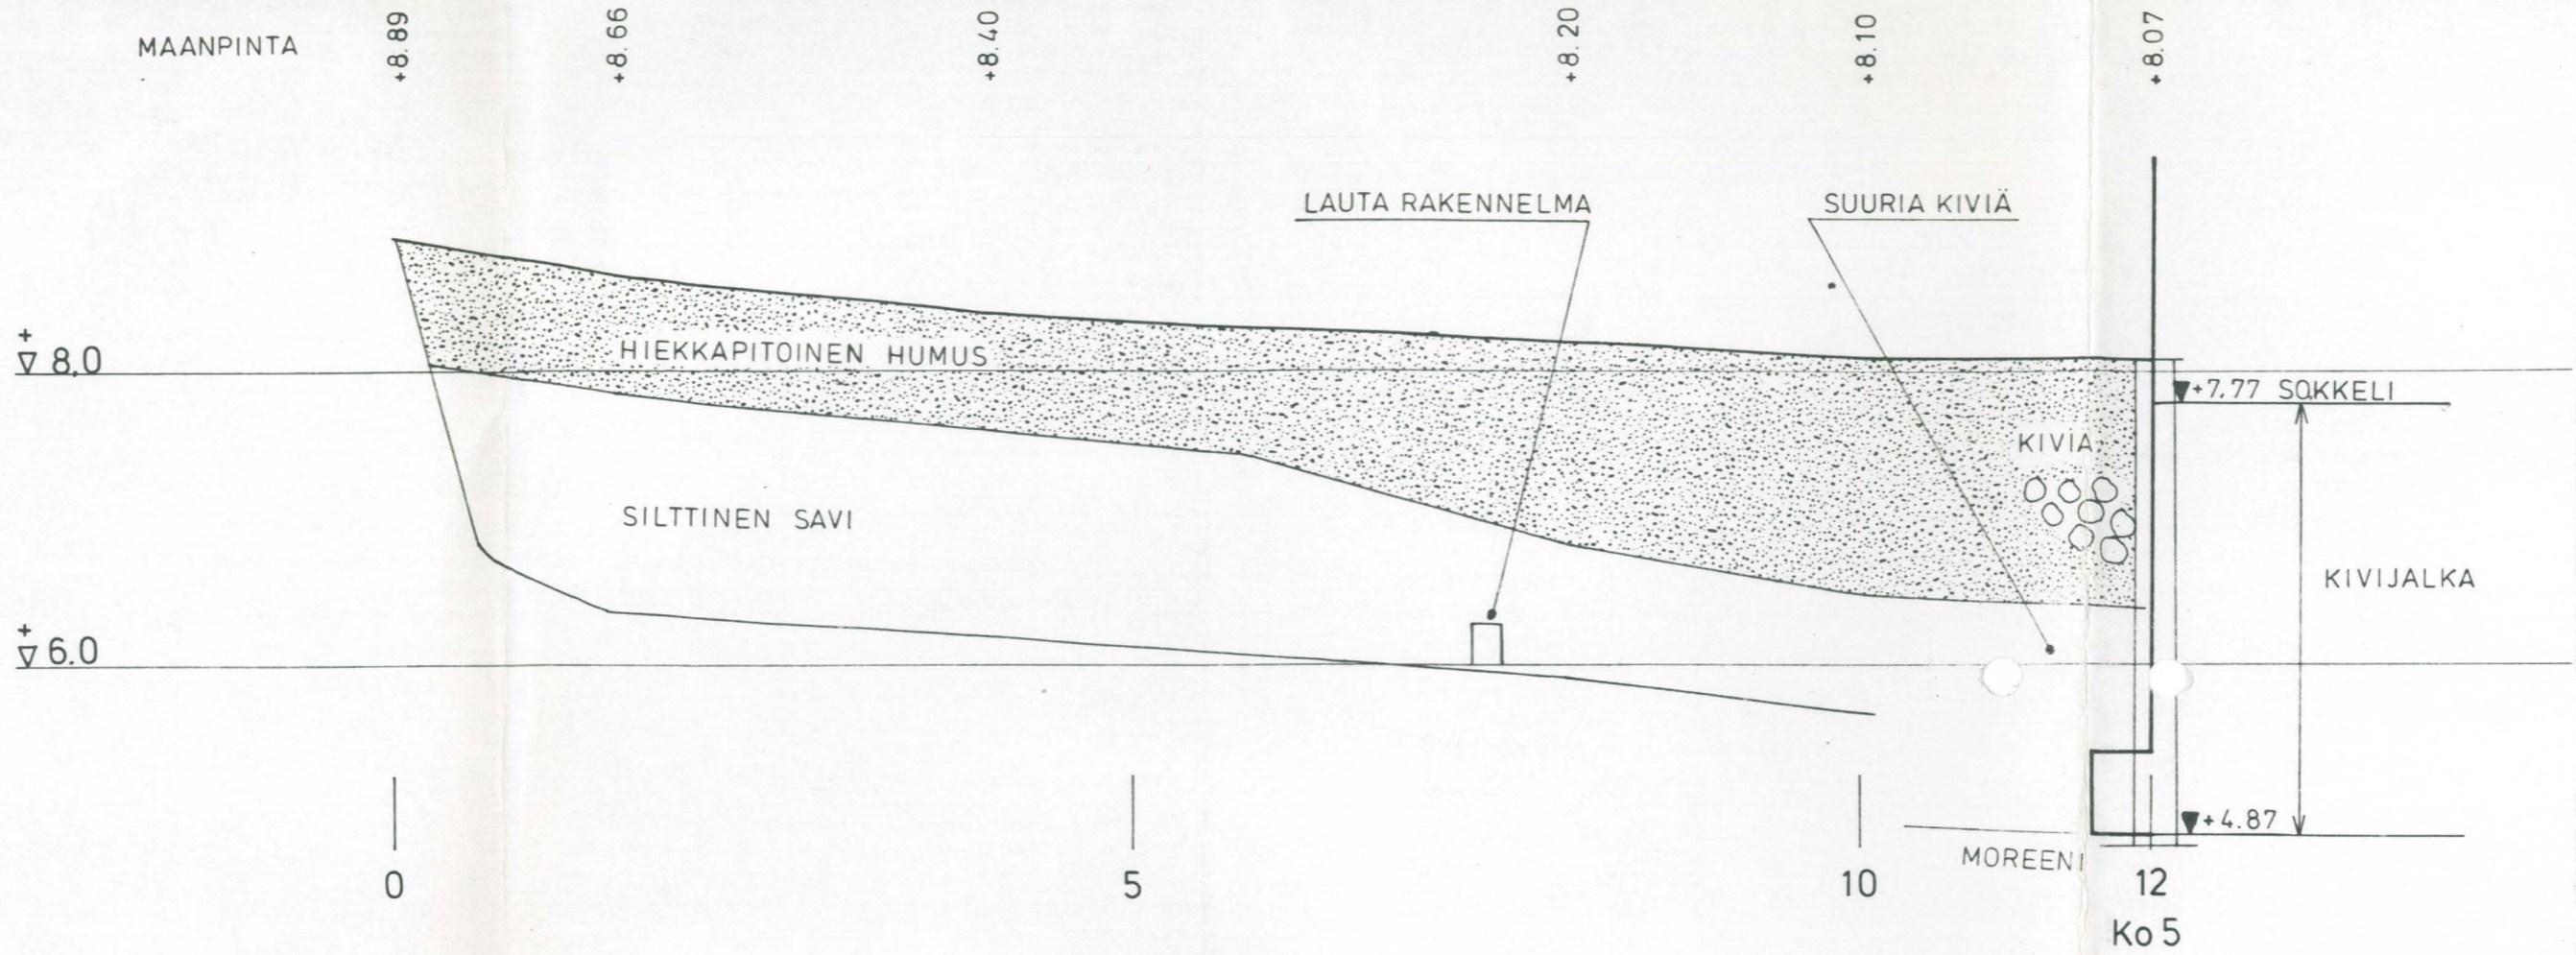 MAANPINTA +8.89 +8.66 +8.40 +8.20 +8.10 +8.07
LAUTA RAKENNELMA SUURIA KIVIÄ
+
8,0
HIEKKAPITOINEN HUMUS
+7.77 SOKKELI
KIVIA
SILTTINEN SAVI
KIVIJALKA
+
6.0
+4.87
MOREENI
0 5 10 12
Ko 5